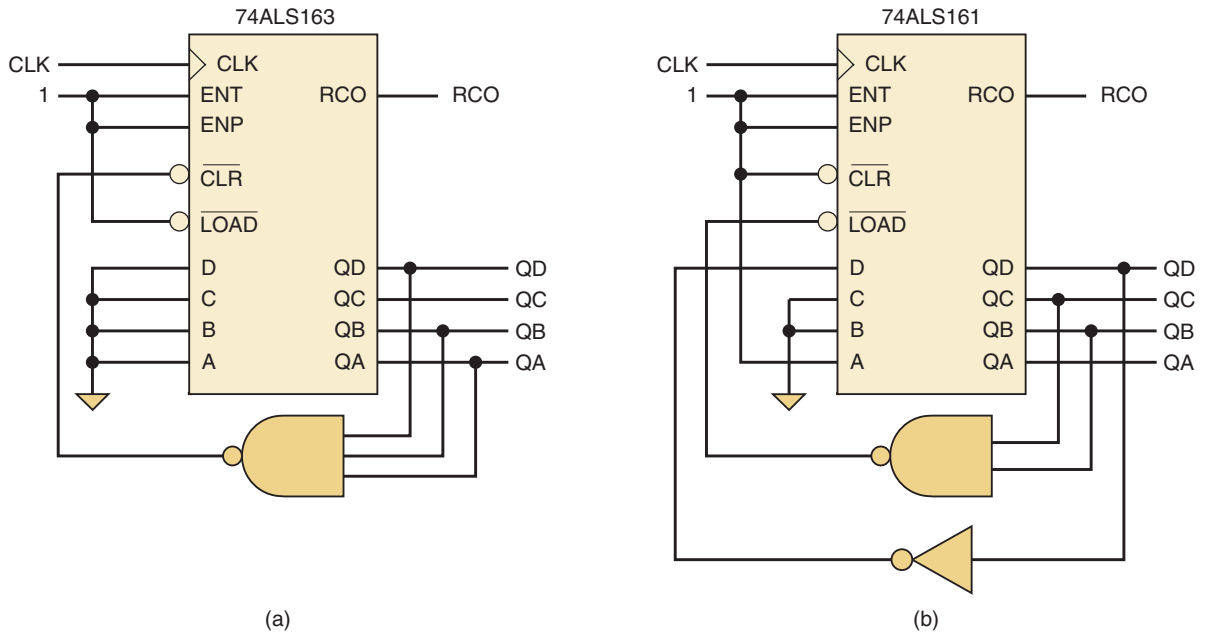 74ALS163
CLK
CLK
1
ENT
RCO
RCO
ENP
CLR
LOAD
D
QD
QD
C
QC
QC
B
QB
QB
A
QA
QA
(a)
74ALS161
CLK
CLK
1
ENT
RCO
RCO
ENP
CLR
LOAD
D
QD
QD
C
QC
QC
B
QB
QB
A
QA
QA
(b)